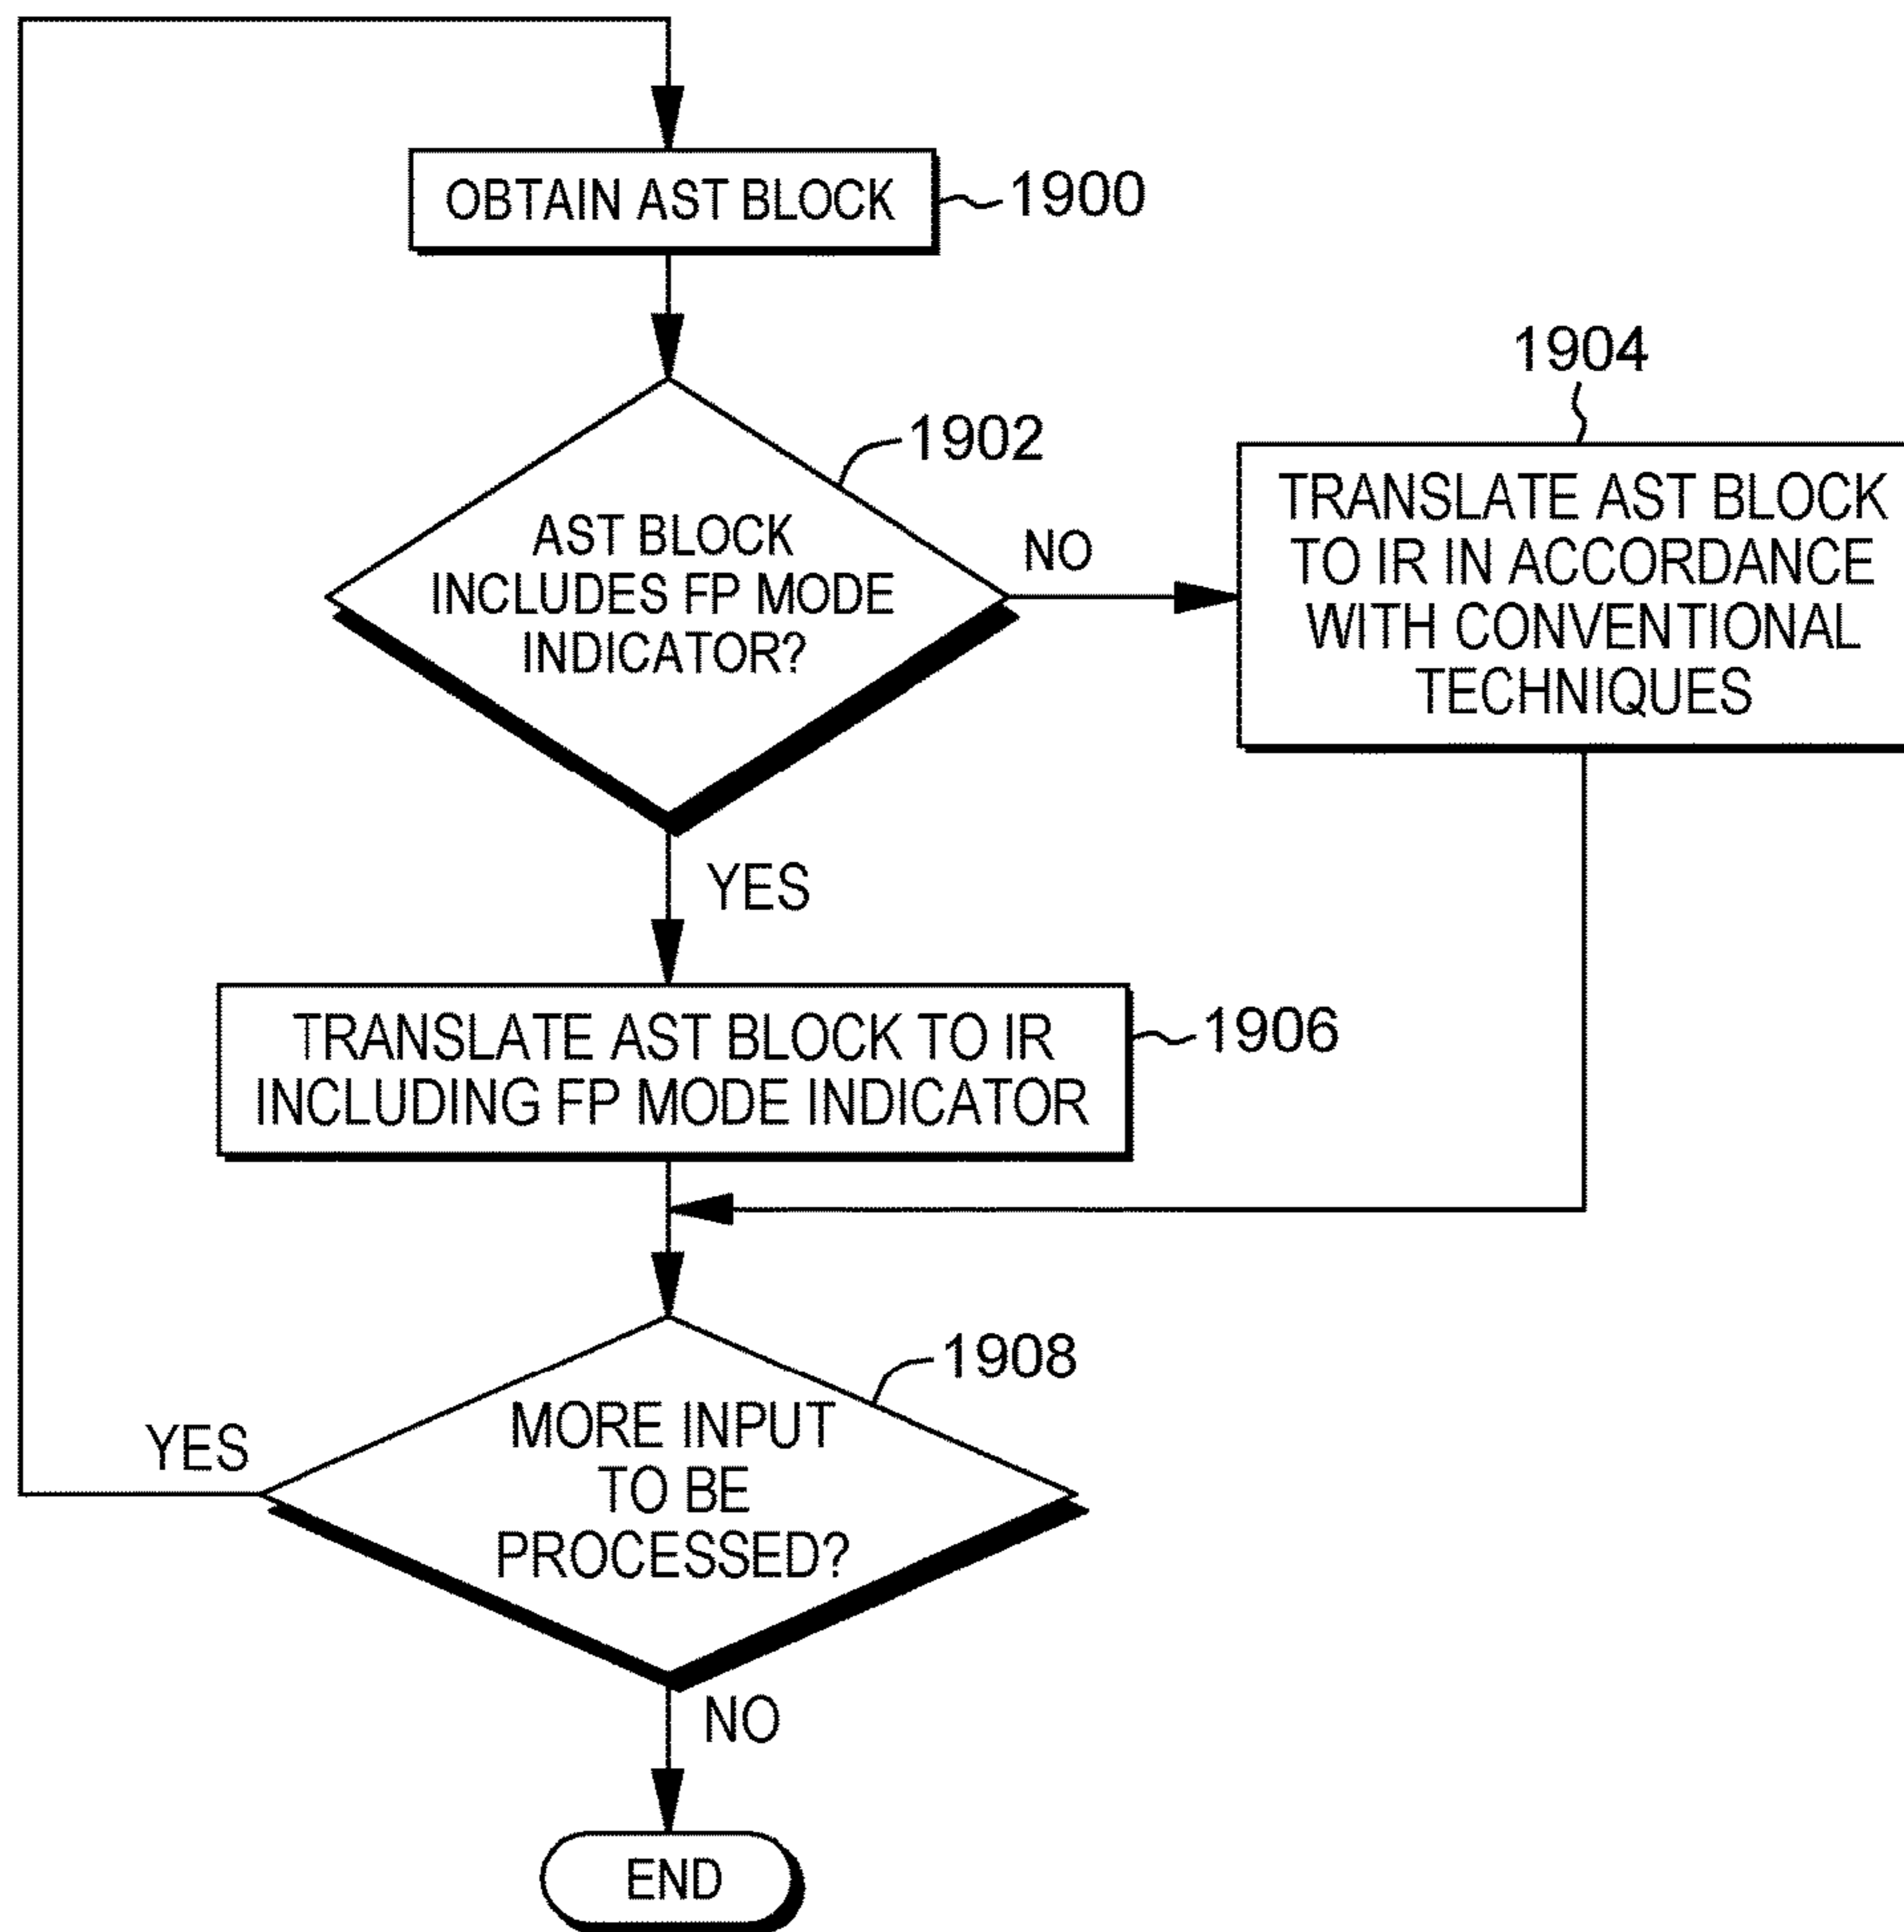 OBTAIN AST BLOCK
1900
1902
AST BLOCK
INCLUDES FP MODE
INDICATOR?
NO
1904
TRANSLATE AST BLOCK
TO IR IN ACCORDANCE
WITH CONVENTIONAL
TECHNIQUES
YES
TRANSLATE AST BLOCK TO IR
INCLUDING FP MODE INDICATOR
1906
1908
MORE INPUT
TO BE
PROCESSED?
YES
NO
END